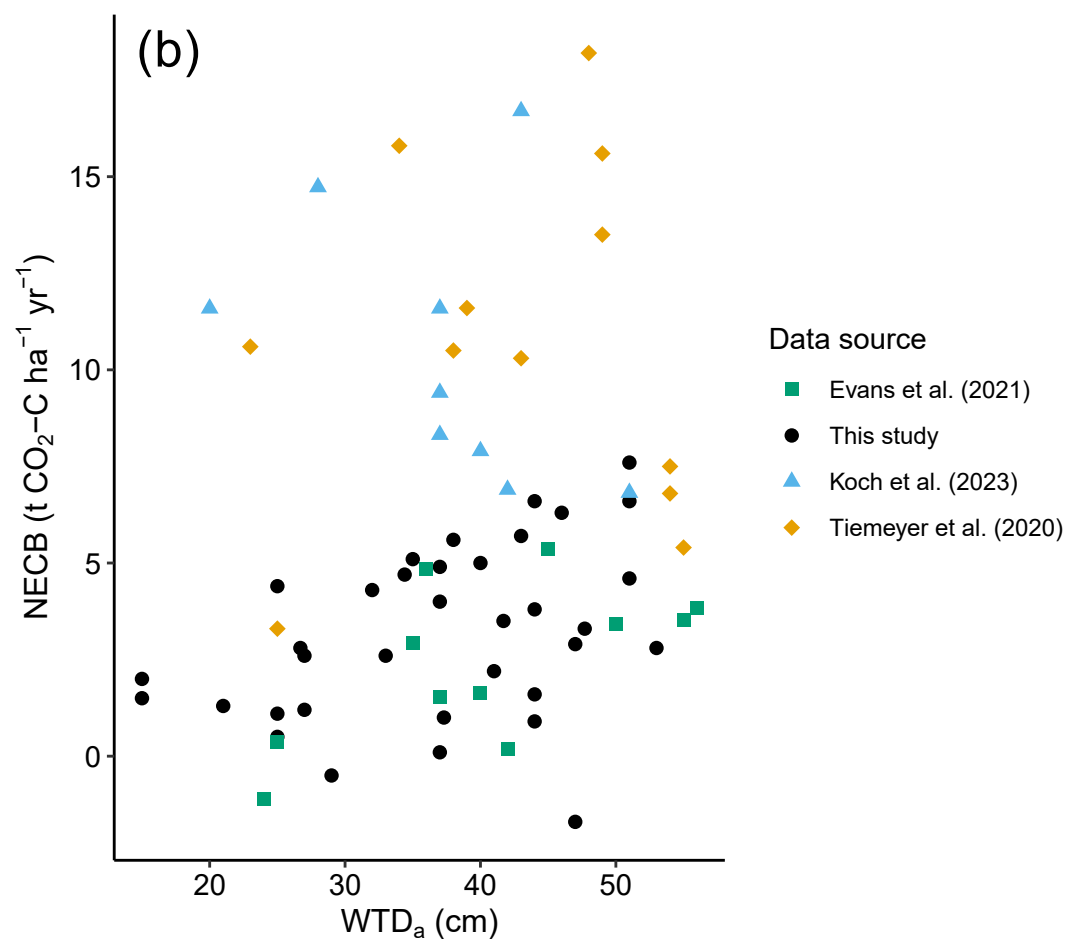 (b)
15
10
5
0
NECB (t CO₂−C ha⁻¹ yr⁻¹)
20 30 40 50
WTDₐ (cm)
Data source
Evans et al. (2021)
This study
Koch et al. (2023)
Tiemeyer et al. (2020)